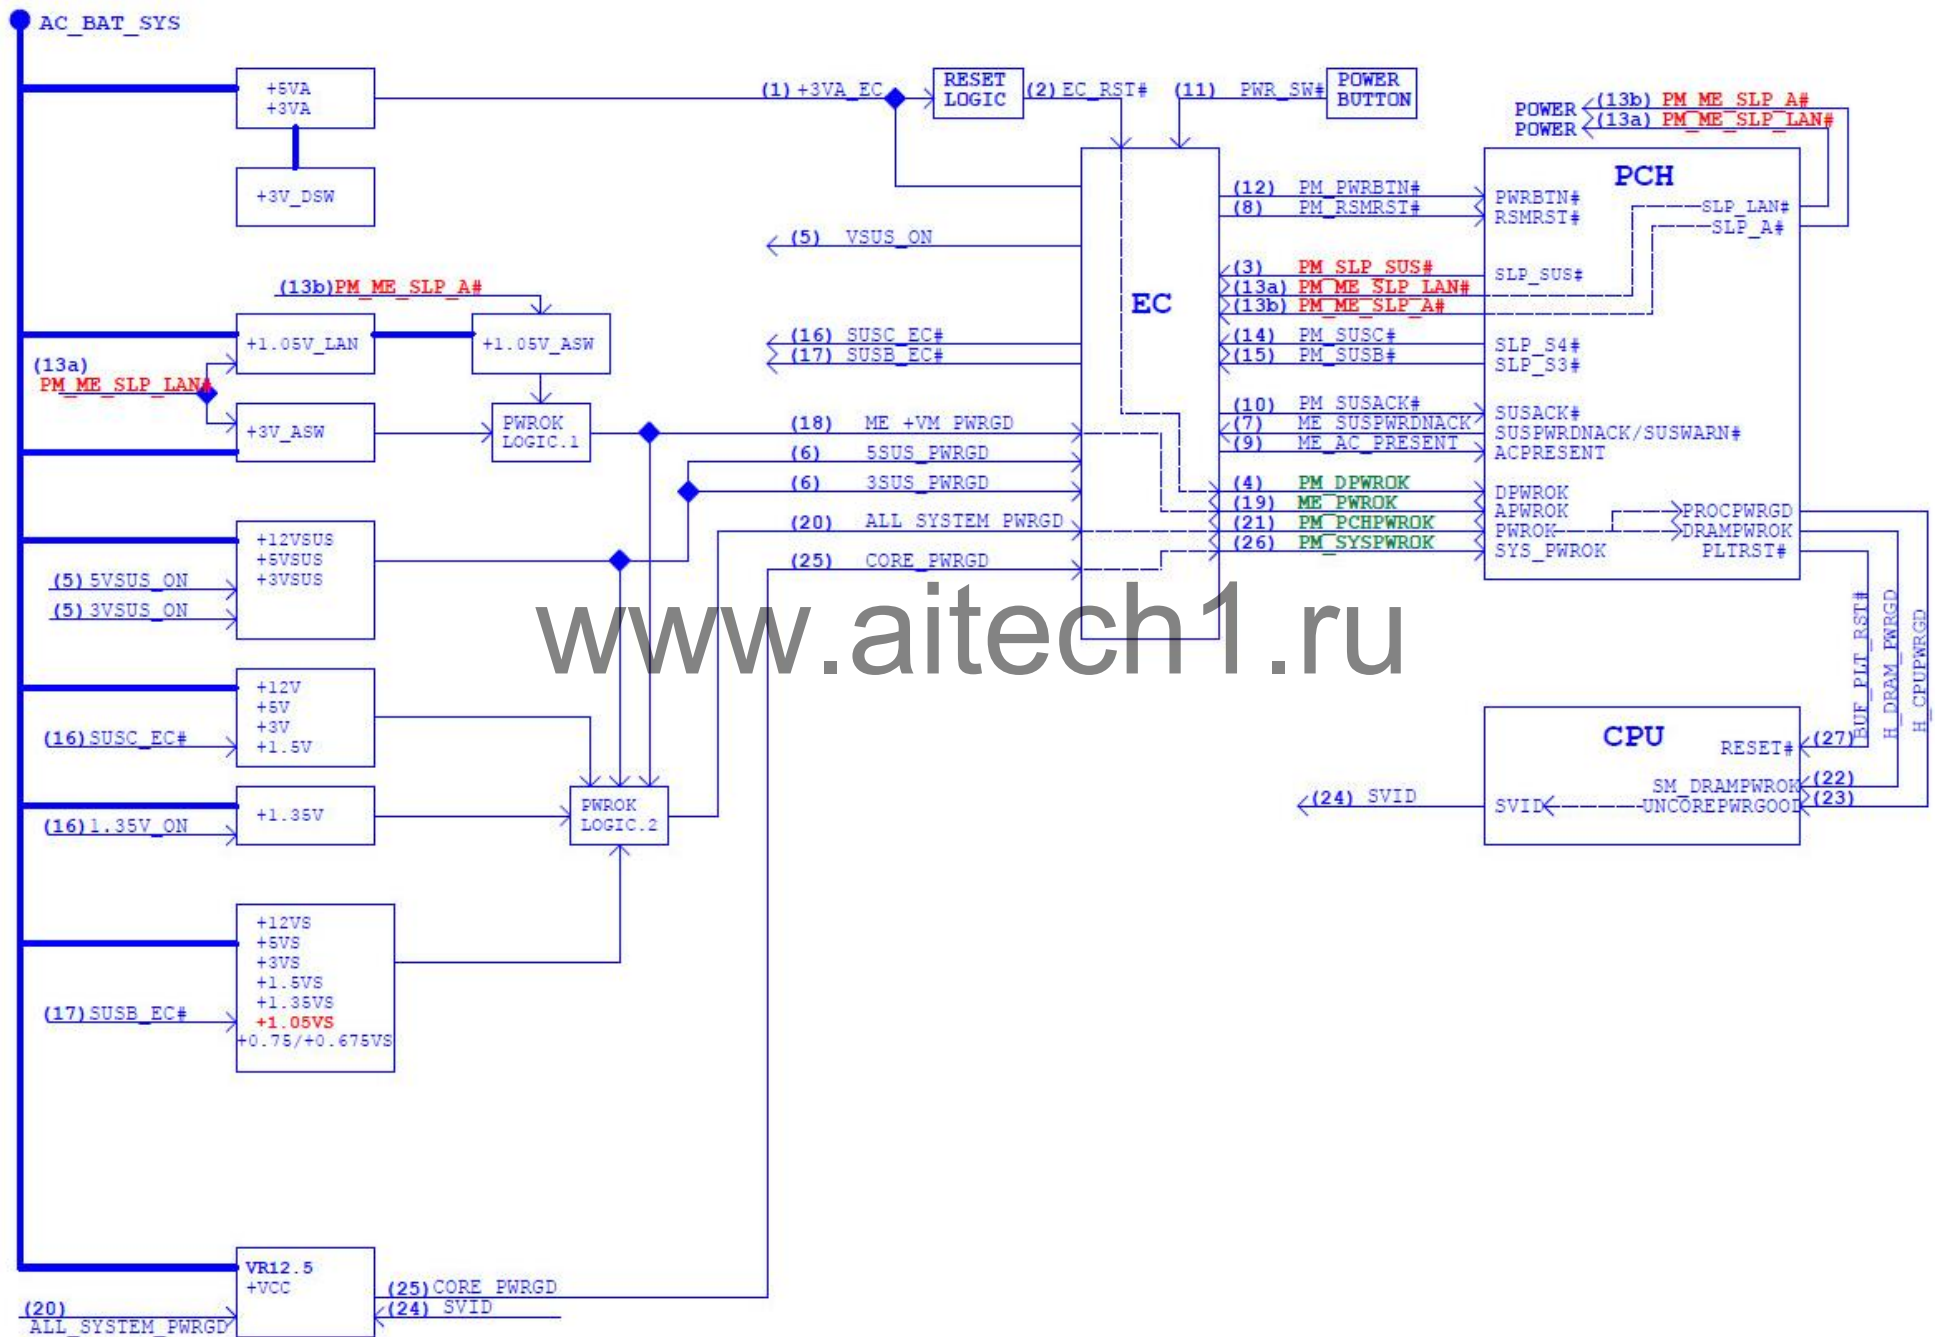 AC_BAT_SYS
+5VA
+3VA
+3V_DSW
(1) +3VA_EC
RESET
LOGIC
(2) EC_RST#
(11) PWR_SW#
POWER
BUTTON
POWER (13b) PM_ME_SLP_A#
POWER (13a) PM_ME_SLP_LAN#
PCH
(12) PM_PWRBTN#
(8) PM_RSMRST#
PWRBTN#
RSMRST#
SLP_LAN#
SLP_A#
(5) VSUS_ON
EC
(3) PM_SLP_SUS#
(13a) PM_ME_SLP_LAN#
(13b) PM_ME_SLP_A#
SLP_SUS#
(13b) PM_ME_SLP_A#
+1.05V_LAN
+1.05V_ASW
(16) SUSC_EC#
(17) SUSB_EC#
(14) PM_SUSC#
(15) PM_SUSB#
SLP_S4#
SLP_S3#
(13a)
PM_ME_SLP_LAN#
+3V_ASW
PWROK
LOGIC.1
(10) PM_SUSACK#
(7) ME_SUSPWRDNACK
(9) ME_AC_PRESENT
SUSACK#
SUSPWRDNACK/SUSWARN#
ACPRESENT
(18) ME_+VM_PWRGD
(6) 5SUS_PWRGD
(6) 3SUS_PWRGD
(20) ALL_SYSTEM_PWRGD
(25) CORE_PWRGD
(4) PM_DPWROK
(19) ME_PWROK
(21) PM_PCHPWROK
(26) PM_SYSPWROK
DPWROK
APWROK
PWROK
SYS_PWROK
PROCPWRGD
DRAMPWROK
PLTRST#
+12VSUS
+5VSUS
+3VSUS
(5) 5VSUS_ON
(5) 3VSUS_ON
www.aitech1.ru
BUF_PLT_RST#
H_DRAM_PWRGD
H_CPUPWRGD
+12V
+5V
+3V
+1.5V
(16) SUSC_EC#
CPU
RESET#
(27)
SM_DRAMPWROK
(22)
UNCOREPWRGOOD
(23)
SVID
(24) SVID
+1.35V
(16) 1.35V_ON
PWROK
LOGIC.2
+12VS
+5VS
+3VS
+1.5VS
+1.35VS
+1.05VS
+0.75/+0.675VS
(17) SUSB_EC#
VR12.5
+VCC
(25) CORE_PWRGD
(24) SVID
(20)
ALL_SYSTEM_PWRGD